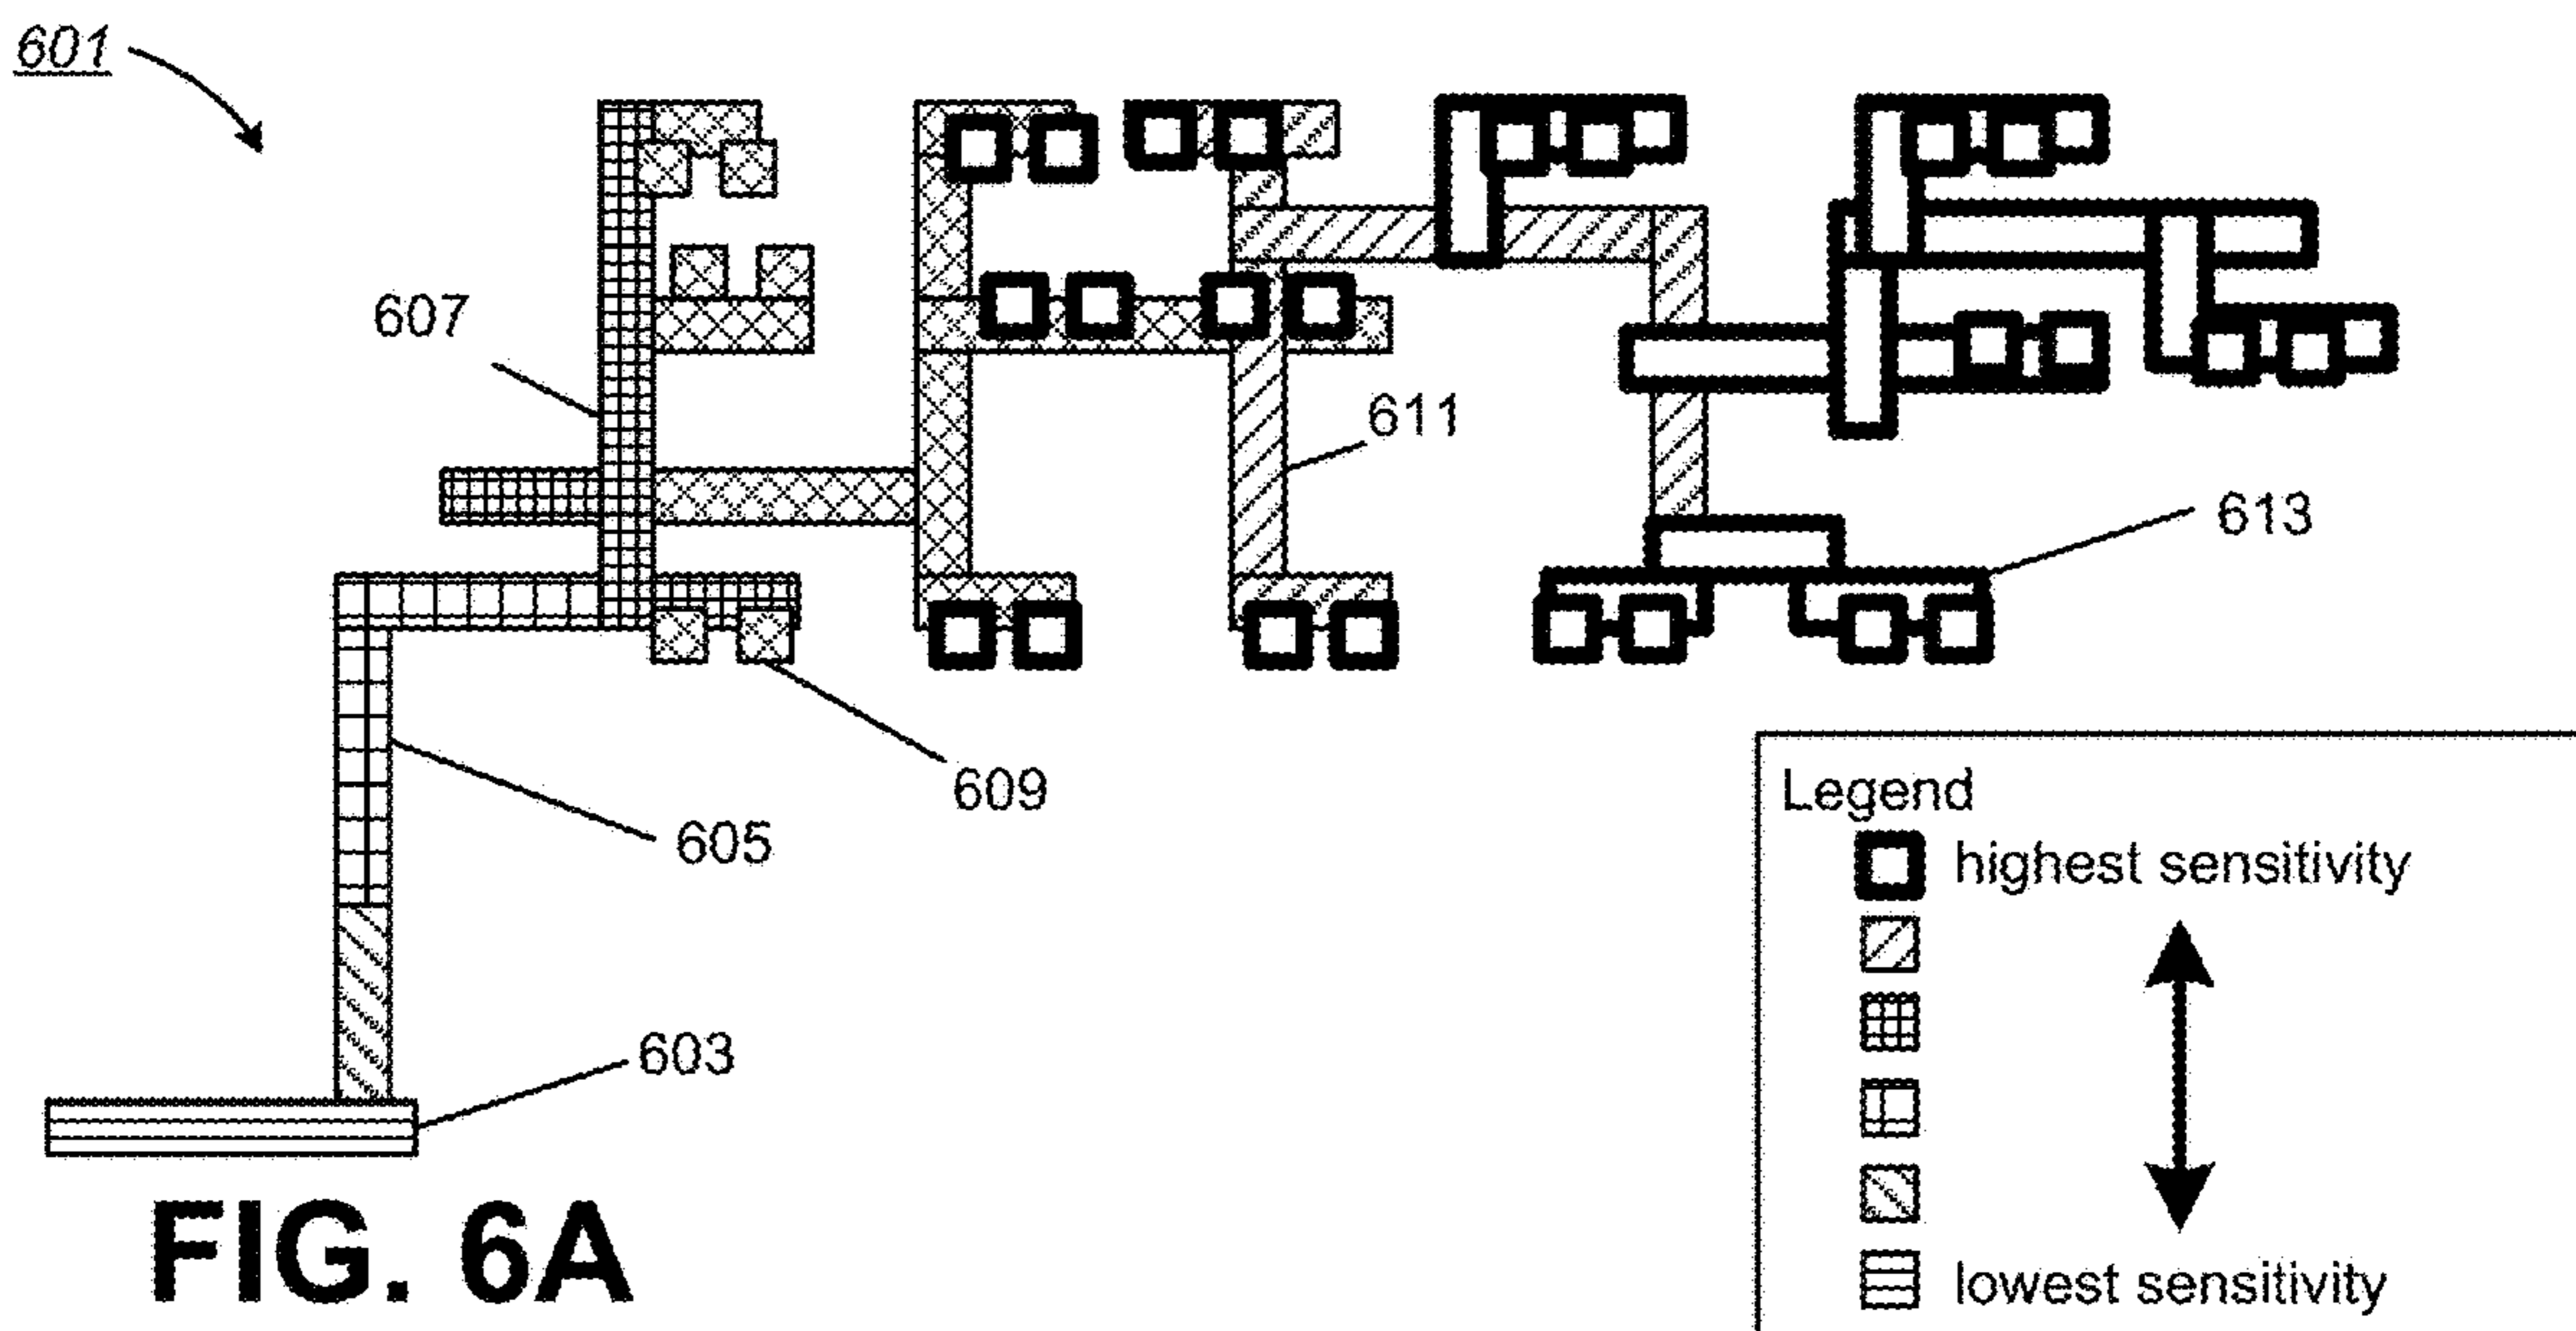 601
607
611
613
609
605
603
Legend
highest sensitivity
lowest sensitivity
FIG. 6A